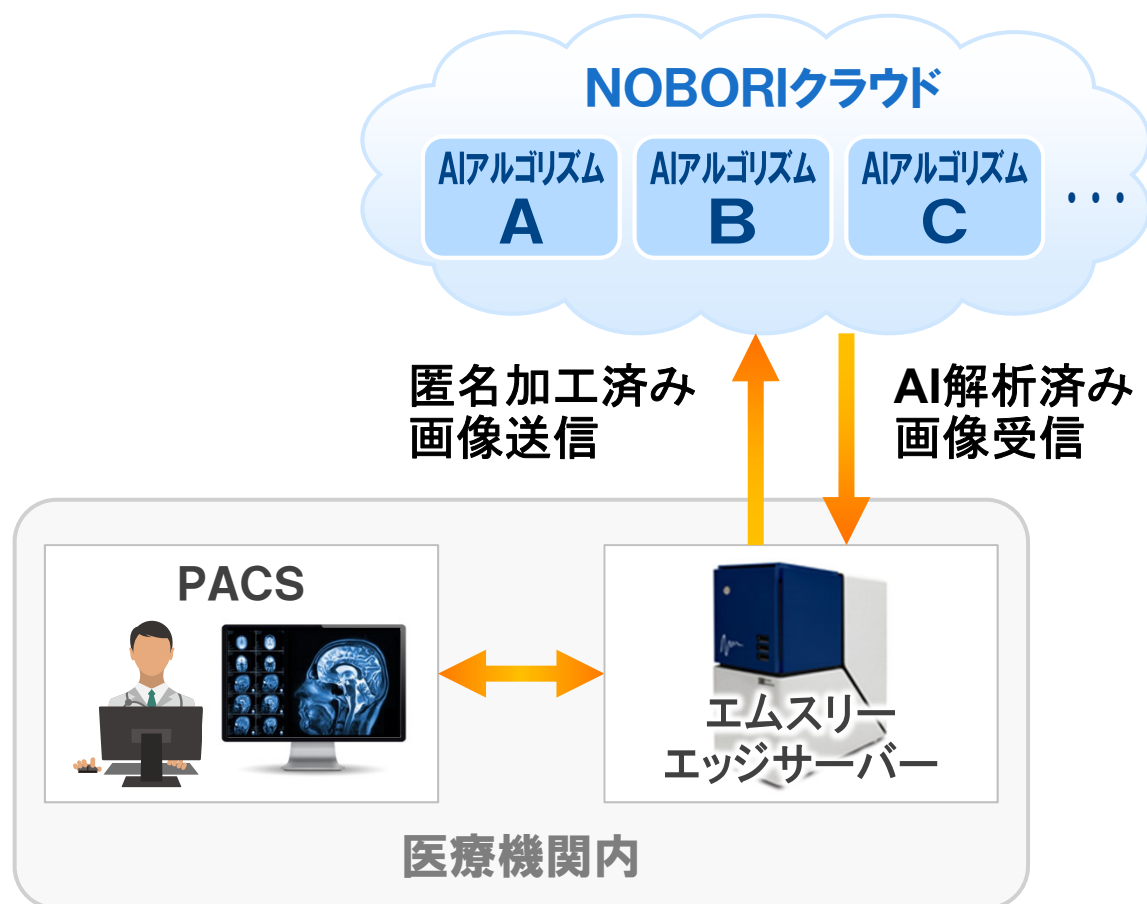 NOBORIクラウド
AIアルゴリズム
A
AIアルゴリズム
B
AIアルゴリズム
C
・・・
匿名加工済み
画像送信
AI解析済み
画像受信
PACS
エムスリー
エッジサーバー
医療機関内